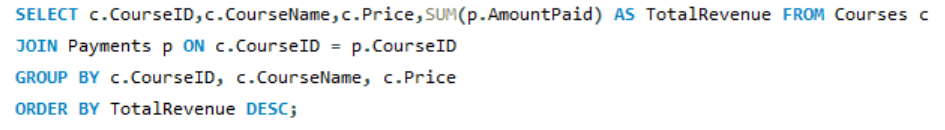 SELECT c.CourseID,c.CourseName,c.Price,SUM(p.AmountPaid) AS TotalRevenue FROM Courses c
JOIN Payments p ON c.CourseID = p.CourseID
GROUP BY c.CourseID, c.CourseName, c.Price
ORDER BY TotalRevenue DESC;